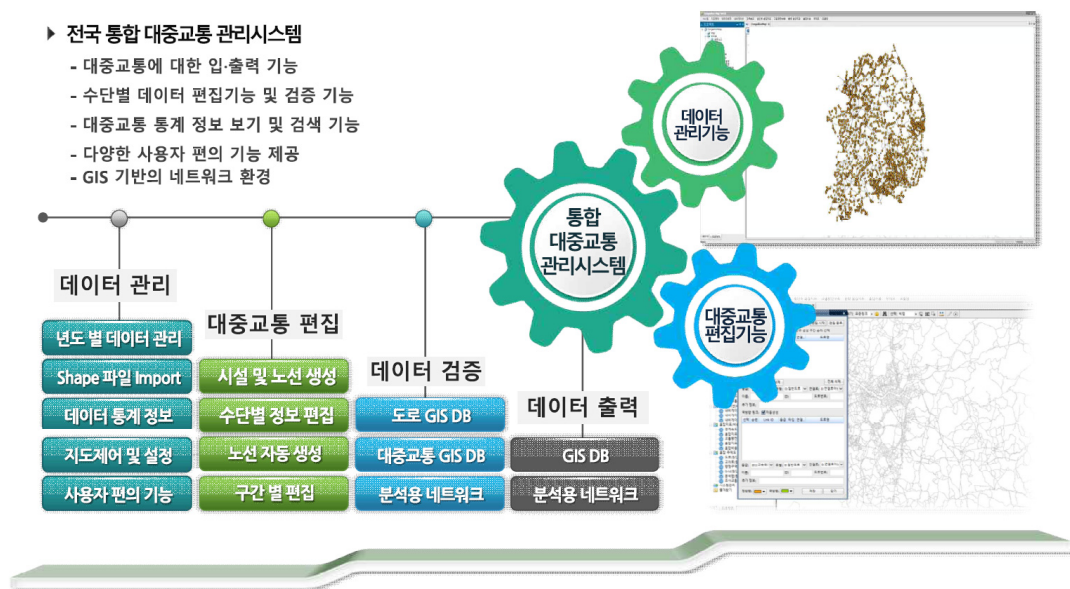 전국 통합 대중교통 관리시스템
- 대중교통에 대한 입·출력 기능
- 수단별 데이터 편집기능 및 검증 기능
- 대중교통 통계 정보 보기 및 검색 기능
- 다양한 사용자 편의 기능 제공
- GIS 기반의 네트워크 환경
데이터
관리기능
통합
대중교통
관리시스템
대중교통
편집기능
데이터 관리
년도 별 데이터 관리
Shape 파일 Import
데이터 통계 정보
지도제어 및 설정
사용자 편의 기능
대중교통 편집
시설 및 노선 생성
수단별 정보 편집
노선 자동 생성
구간 별 편집
데이터 검증
도로 GIS DB
대중교통 GIS DB
분석용 네트워크
데이터 출력
GIS DB
분석용 네트워크